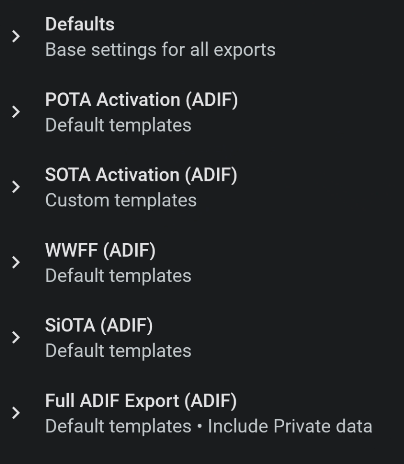 Defaults
Base settings for all exports
POTA Activation (ADIF)
Default templates
SOTA Activation (ADIF)
Custom templates
WWFF (ADIF)
Default templates
SiOTA (ADIF)
Default templates
Full ADIF Export (ADIF)
Default templates • Include Private data